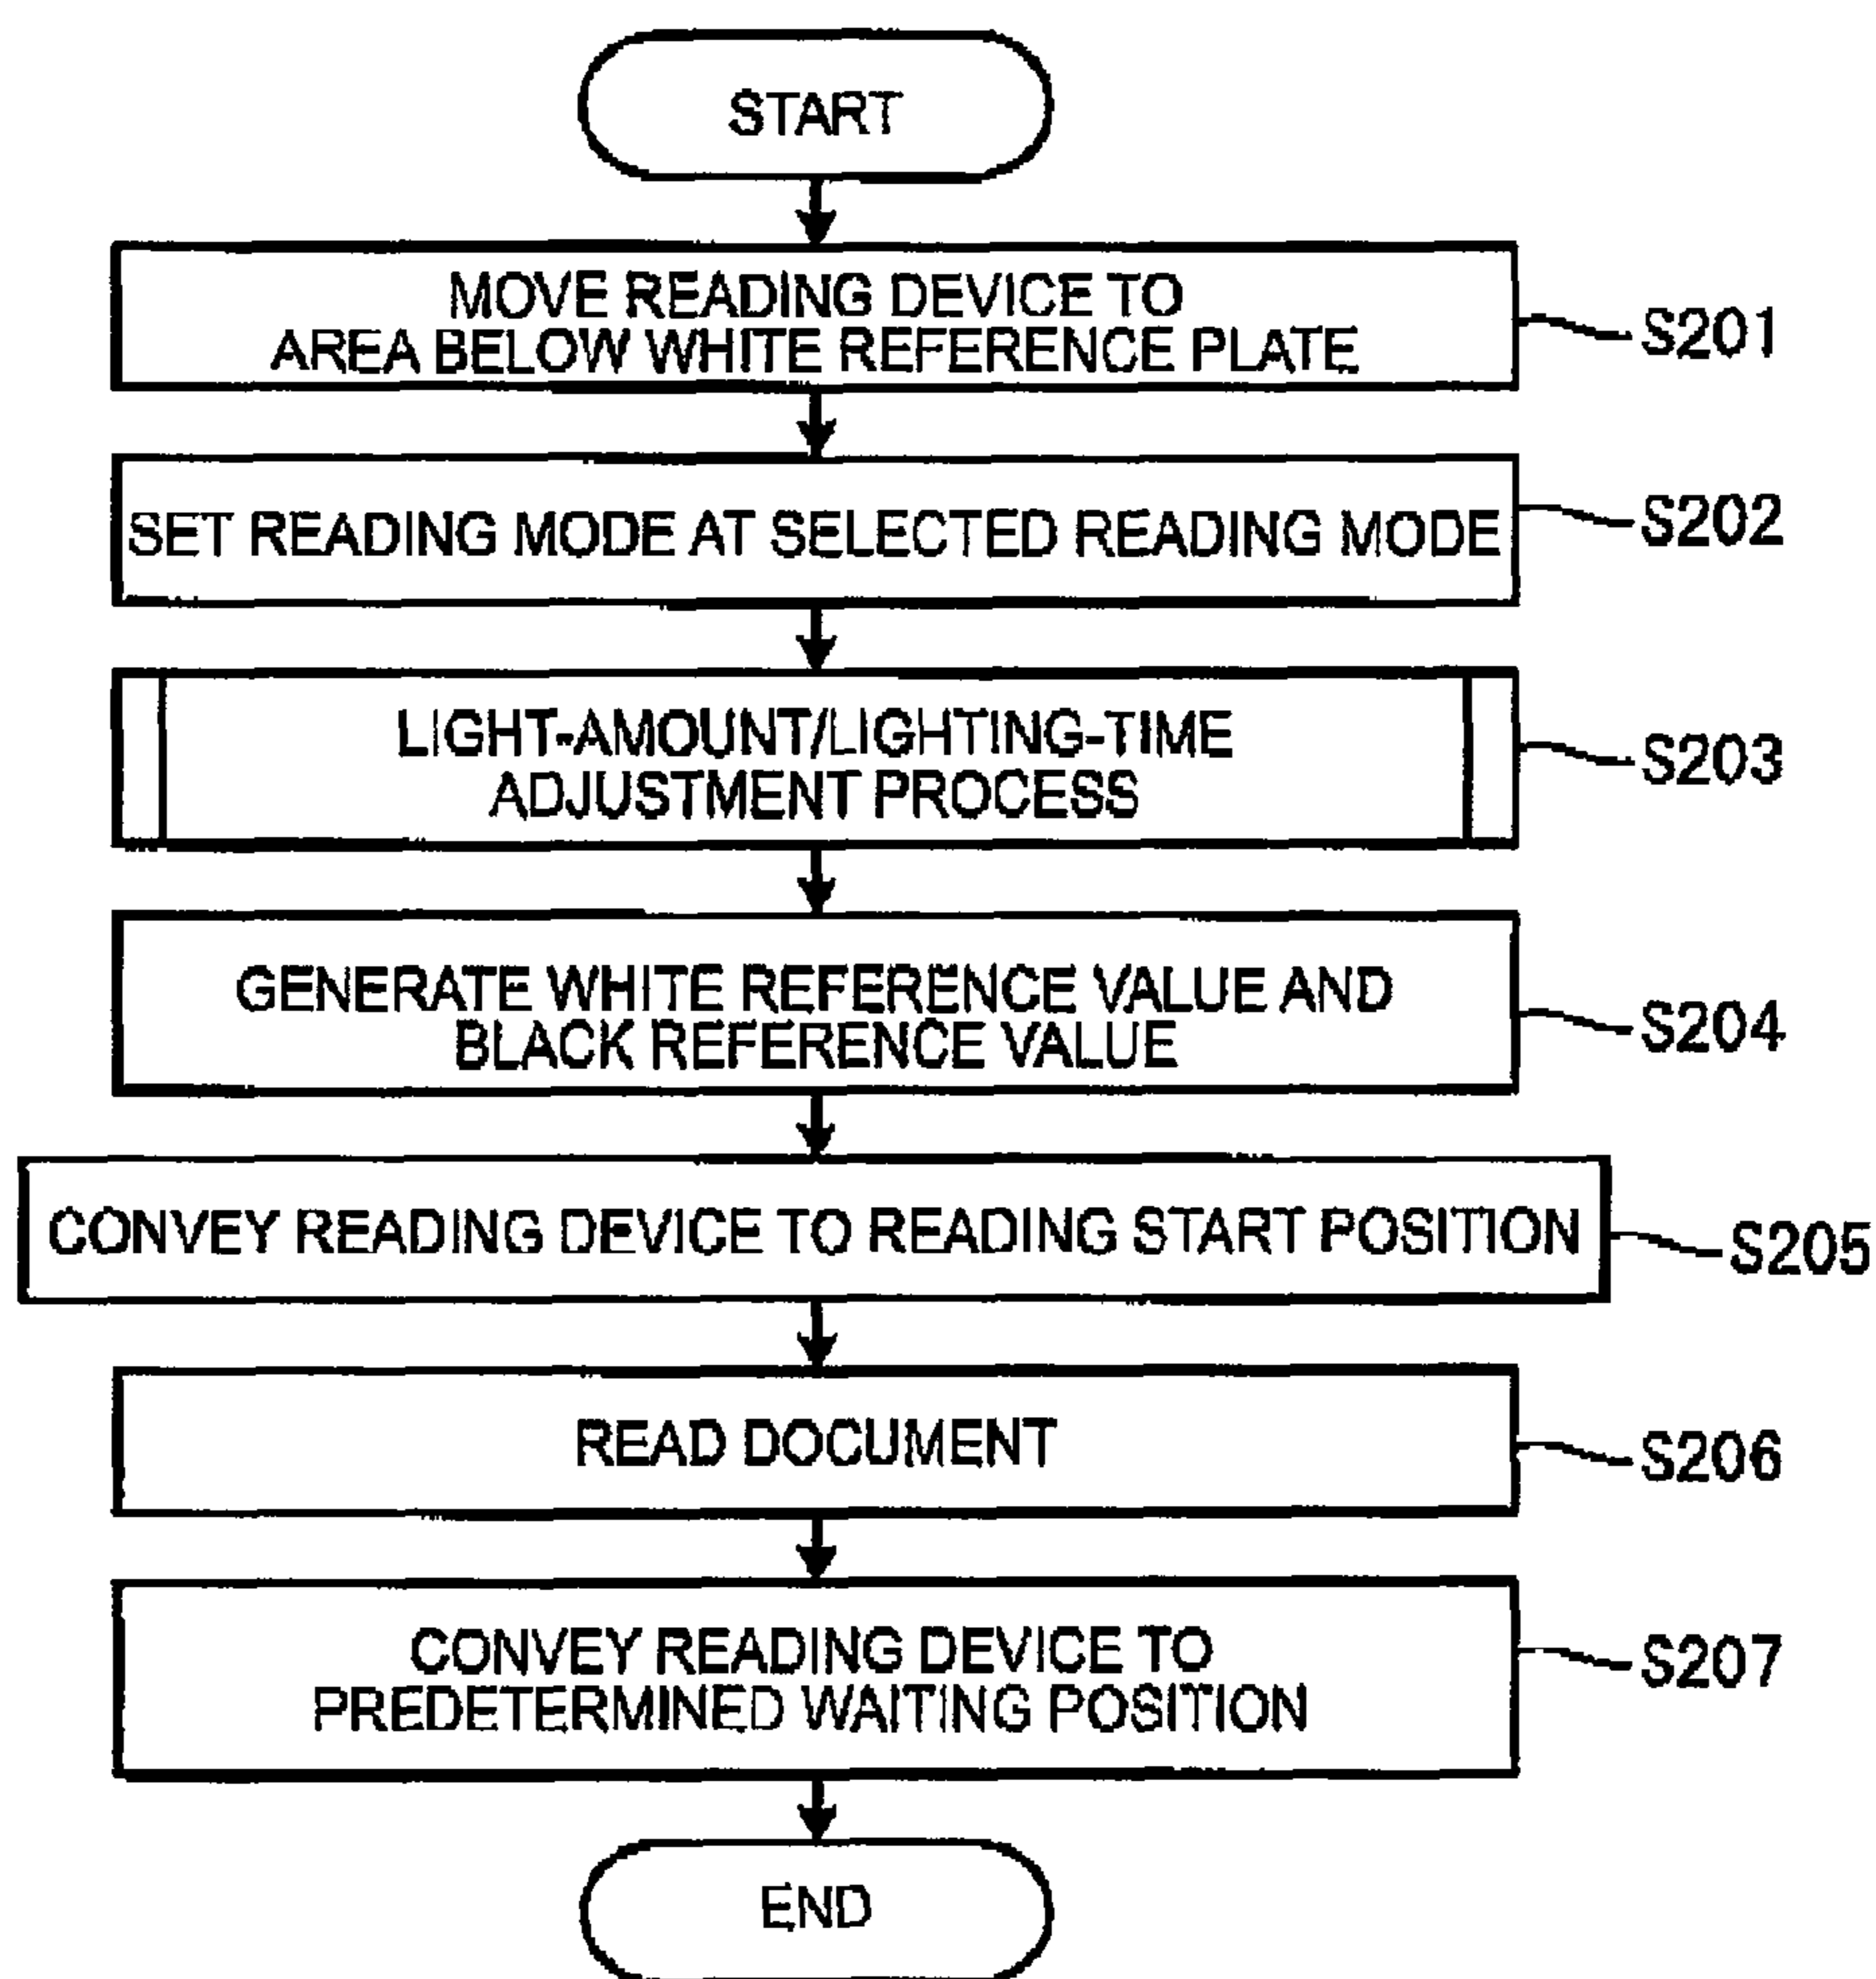 START
MOVE READING DEVICE TO
AREA BELOW WHITE REFERENCE PLATE
S201
SET READING MODE AT SELECTED READING MODE
S202
LIGHT-AMOUNT/LIGHTING-TIME
ADJUSTMENT PROCESS
S203
GENERATE WHITE REFERENCE VALUE AND
BLACK REFERENCE VALUE
S204
CONVEY READING DEVICE TO READING START POSITION
S205
READ DOCUMENT
S206
CONVEY READING DEVICE TO
PREDETERMINED WAITING POSITION
S207
END